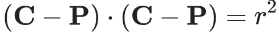 (𝐂 − 𝐏) · (𝐂 − 𝐏) = r²